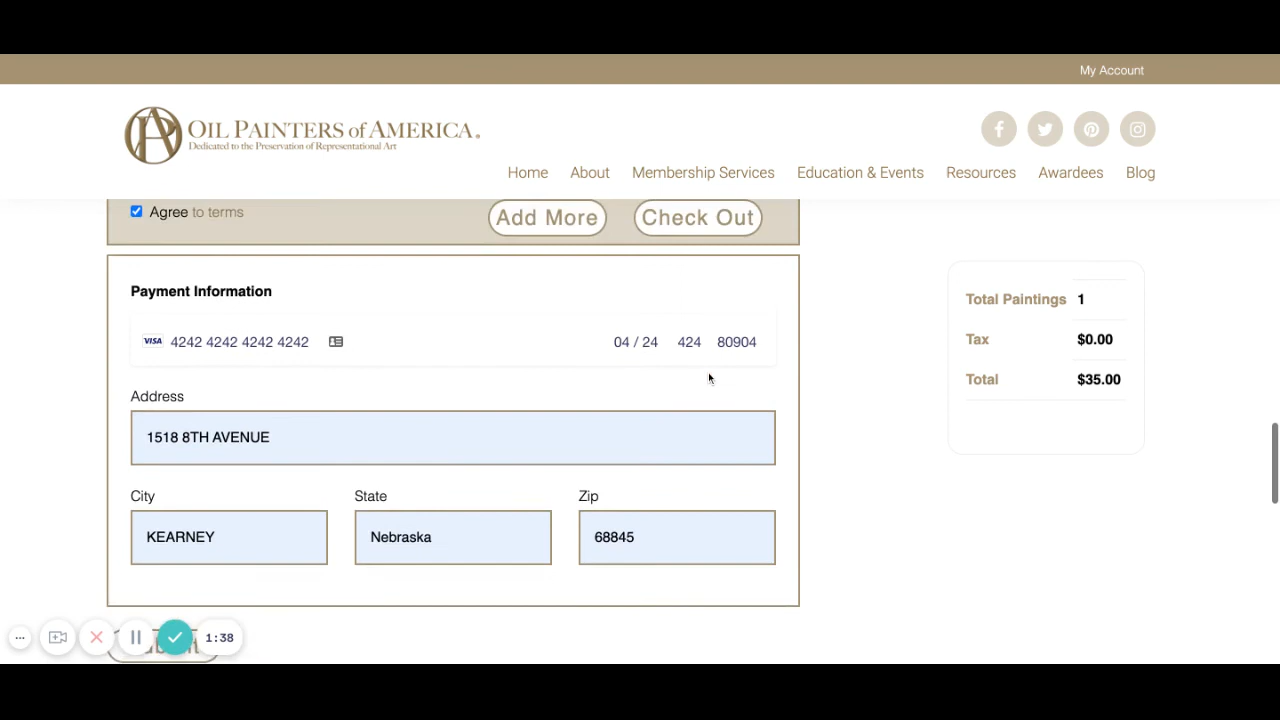 My Account
OIL PAINTERS of AMERICA.
Dedicated to the Preservation of Representational Art
Home About Membership Services Education & Events Resources Awardees Blog
Agree to terms Add More Check Out
Payment Information
VISA 4242 4242 4242 4242 04 / 24 424 80904
Total Paintings 1
Tax $0.00
Total $35.00
Address
1518 8TH AVENUE
City State Zip
KEARNEY Nebraska 68845
1:38